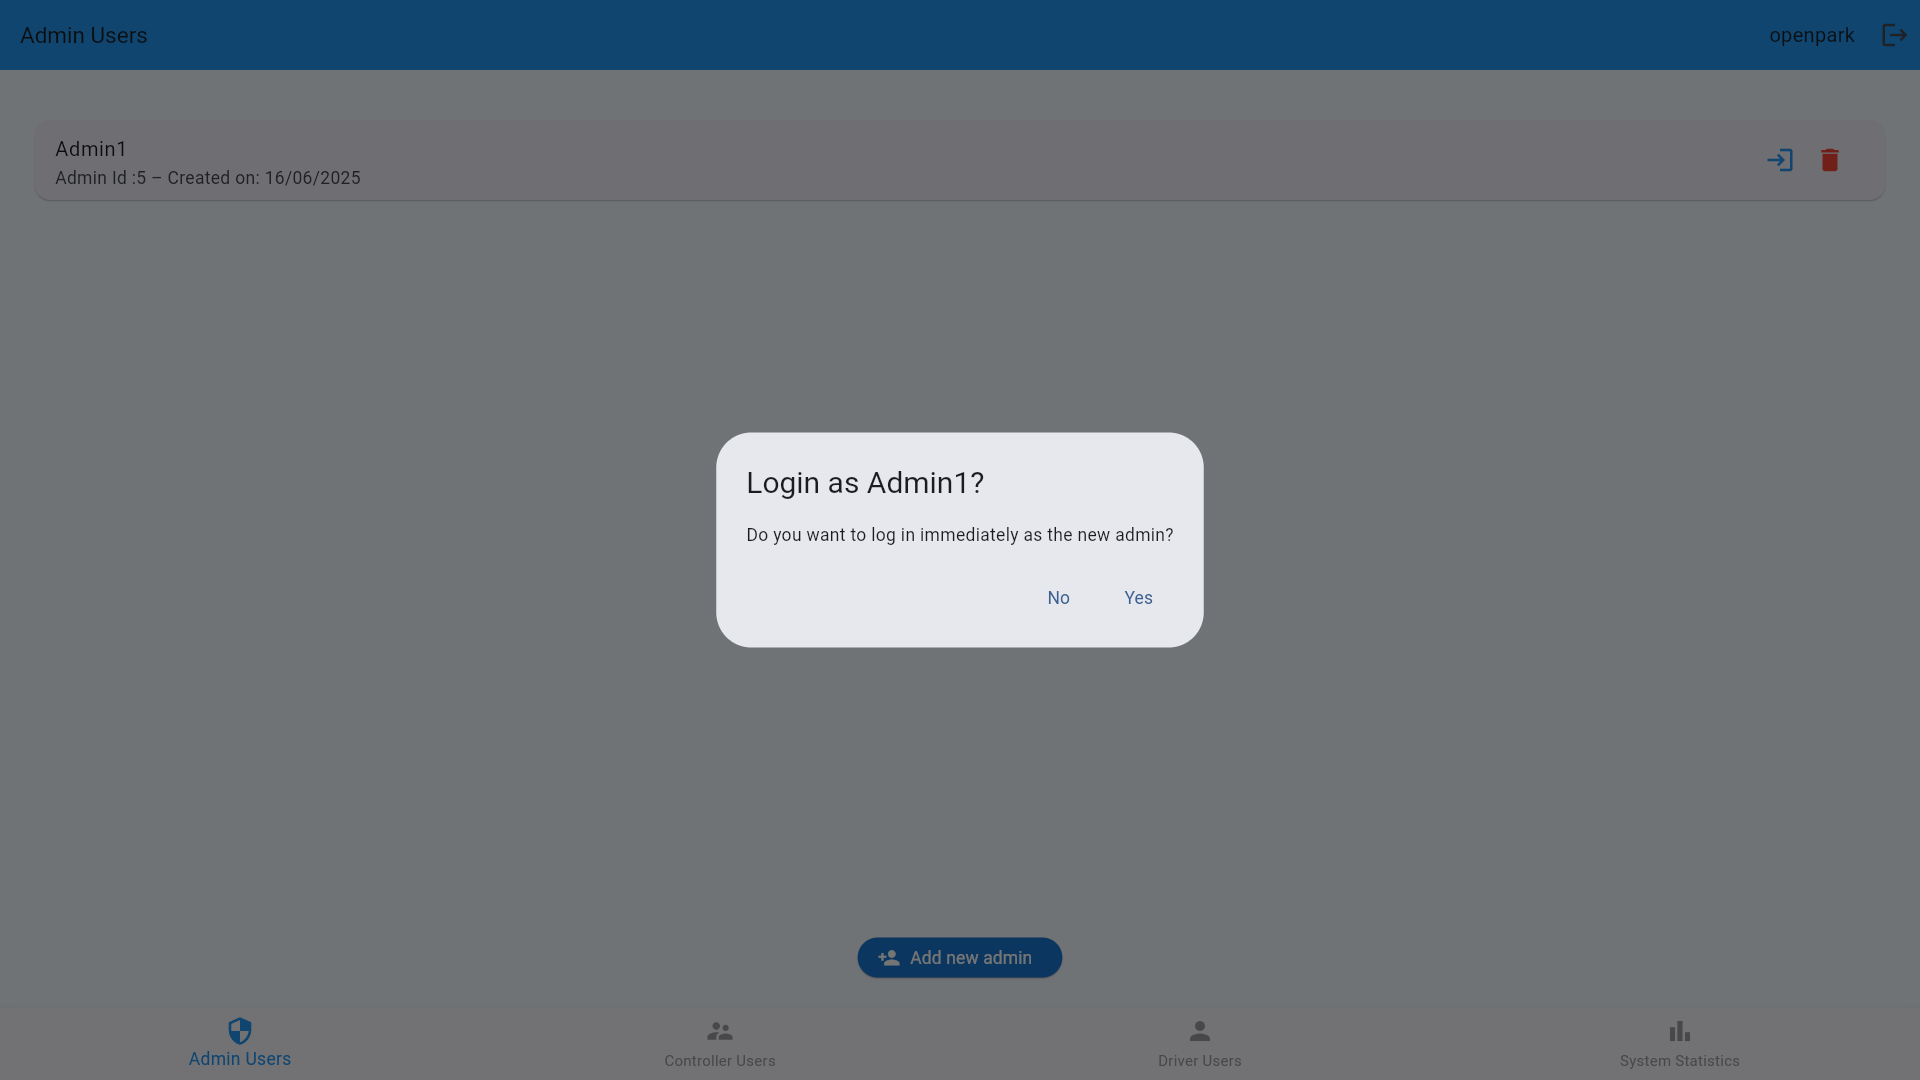 Admin Users
openpark
Admin1
Admin Id :5 – Created on: 16/06/2025
Login as Admin1?
Do you want to log in immediately as the new admin?
No
Yes
Add new admin
Admin Users
Controller Users
Driver Users
System Statistics